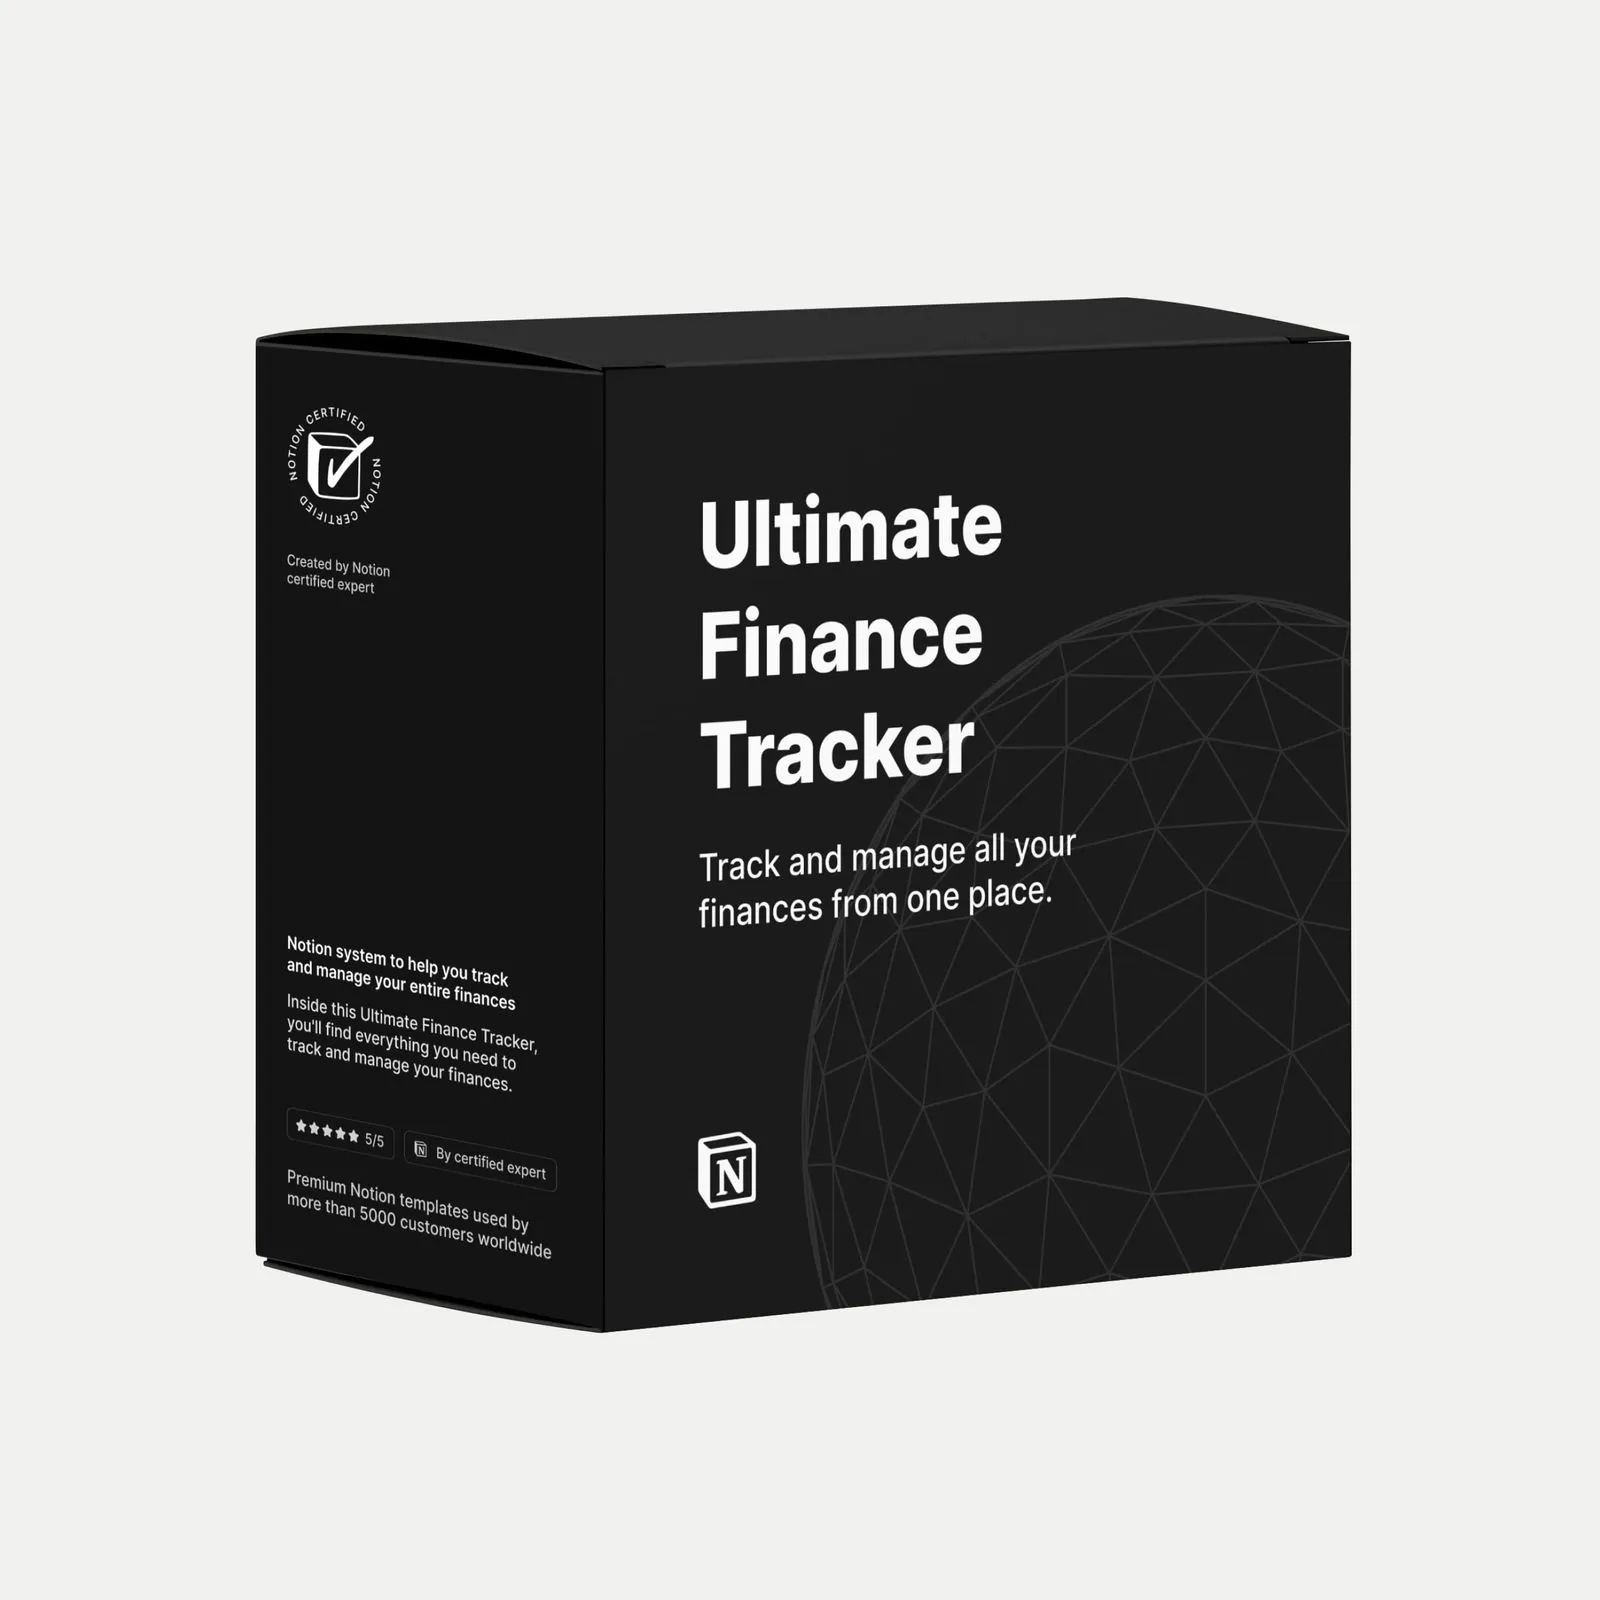 NOTION CERTIFIED
NOTION CERTIFIED
Created by Notion
certified expert
Notion system to help you track
and manage your entire finances
Inside this Ultimate Finance Tracker,
you'll find everything you need to
track and manage your finances.
5/5
N By certified expert
Premium Notion templates used by
more than 5000 customers worldwide
Ultimate
Finance
Tracker
Track and manage all your
finances from one place.
N